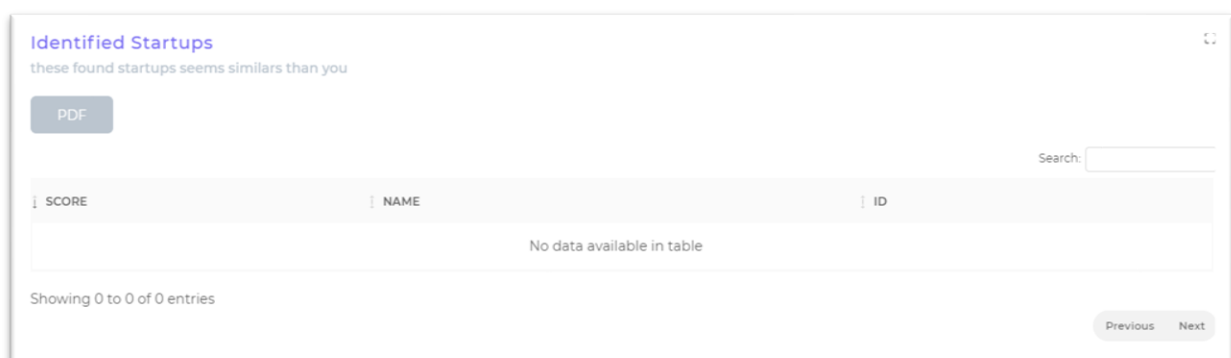 Identified Startups
these found startups seems similars than you
PDF
Search:
SCORE NAME ID
No data available in table
Showing 0 to 0 of 0 entries
Previous Next